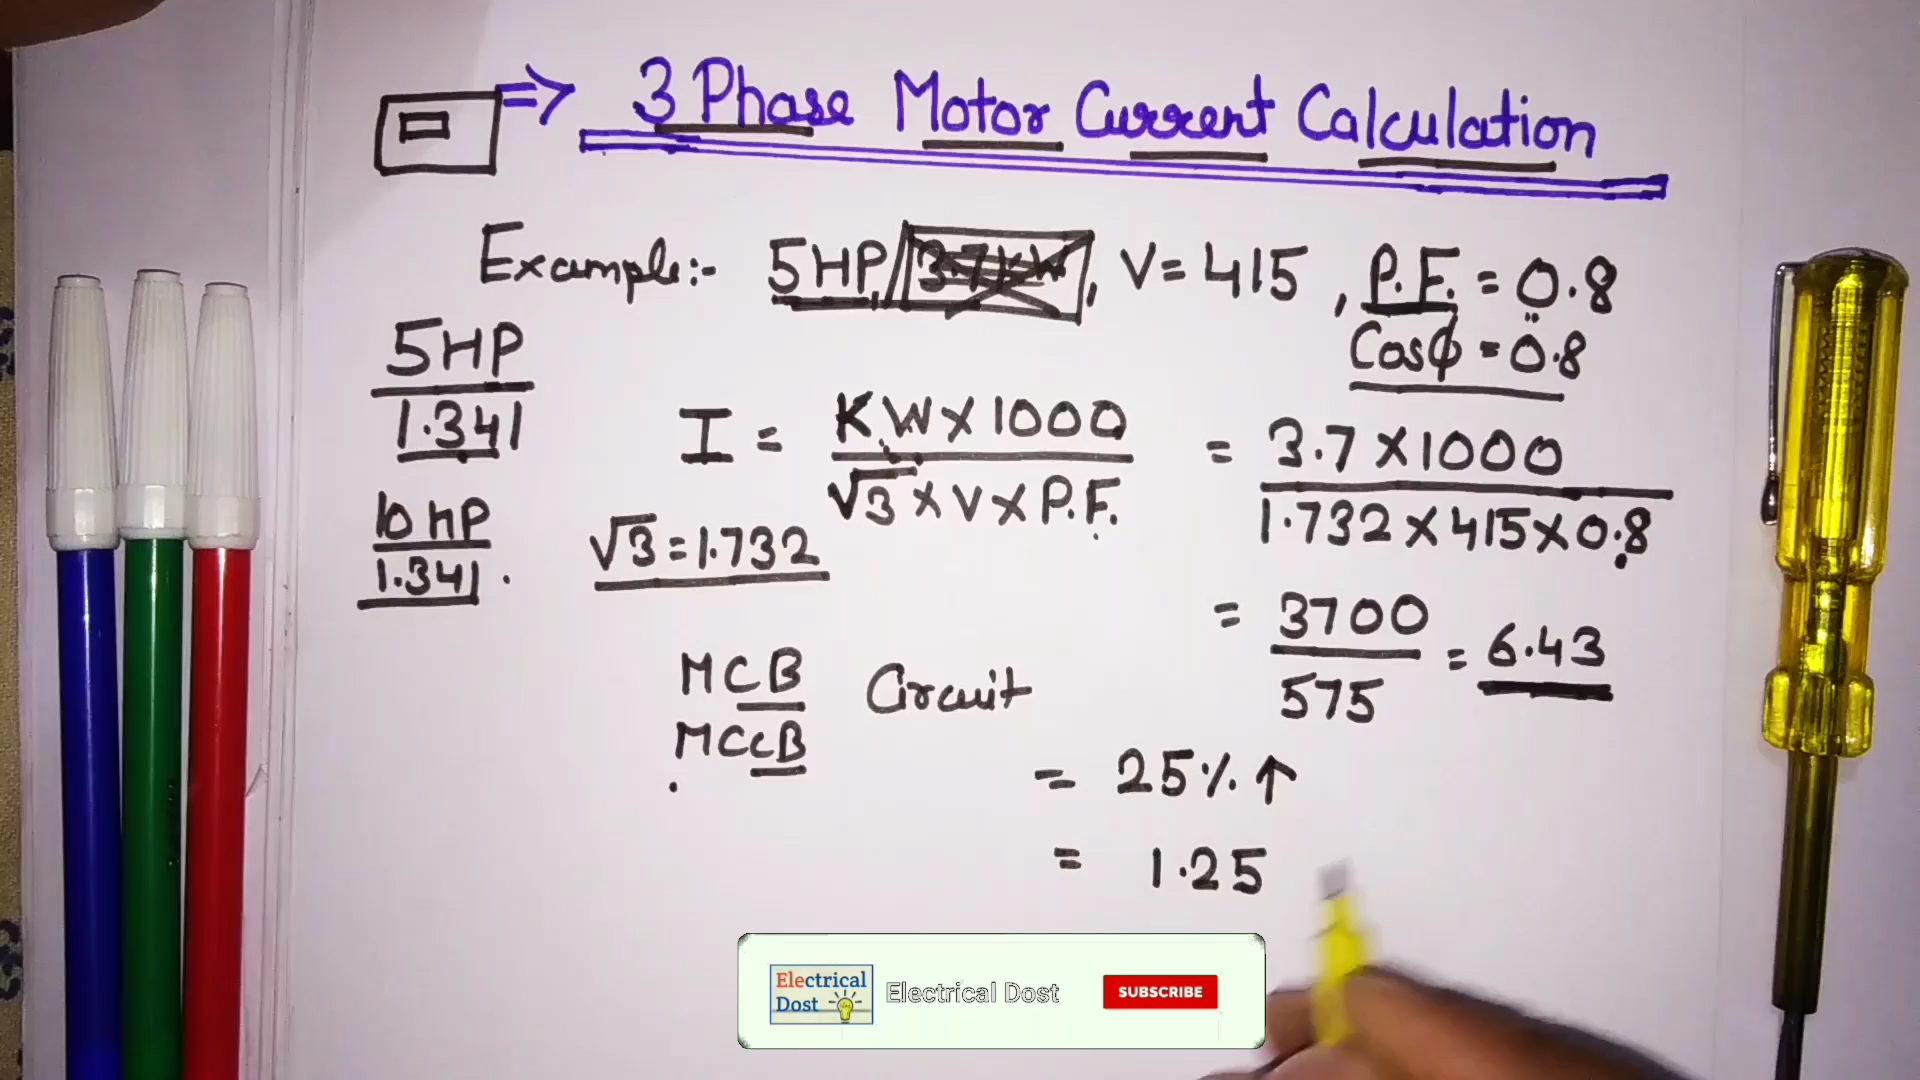 3 Phase Motor Current Calculation
Example:- 5HP/3.7KW, V=415, P.F. = 0.8
Cosϕ = 0.8
5HP
1.341
10 HP
1.341
I = KW X 1000 / √3 X V X P.F. = 3.7 X 1000 / 1.732 X 415 X 0.8
√3 = 1.732
= 3700 / 575 = 6.43
MCB Circuit
MCCB
= 25% ↑
= 1.25
Electrical
Dost
Electrical Dost
SUBSCRIBE